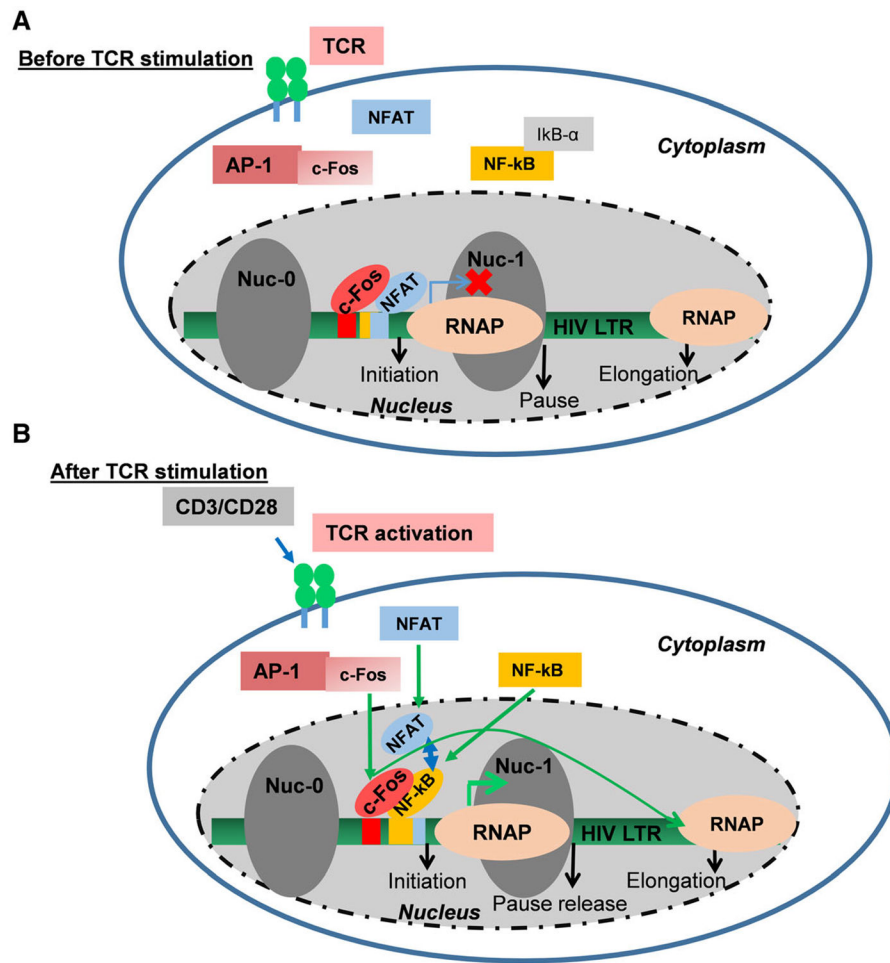 A
Before TCR stimulation
TCR
NFAT
IkB-α
AP-1
c-Fos
NF-kB
Cytoplasm
Nuc-0
c-Fos
NFAT
Nuc-1
RNAP
HIV LTR
RNAP
Initiation
Elongation
Pause
Nucleus
B
After TCR stimulation
CD3/CD28
TCR activation
NFAT
Cytoplasm
AP-1
c-Fos
NF-kB
NFAT
Nuc-0
c-Fos
NF-kB
Nuc-1
RNAP
HIV LTR
RNAP
Initiation
Elongation
Pause release
Nucleus